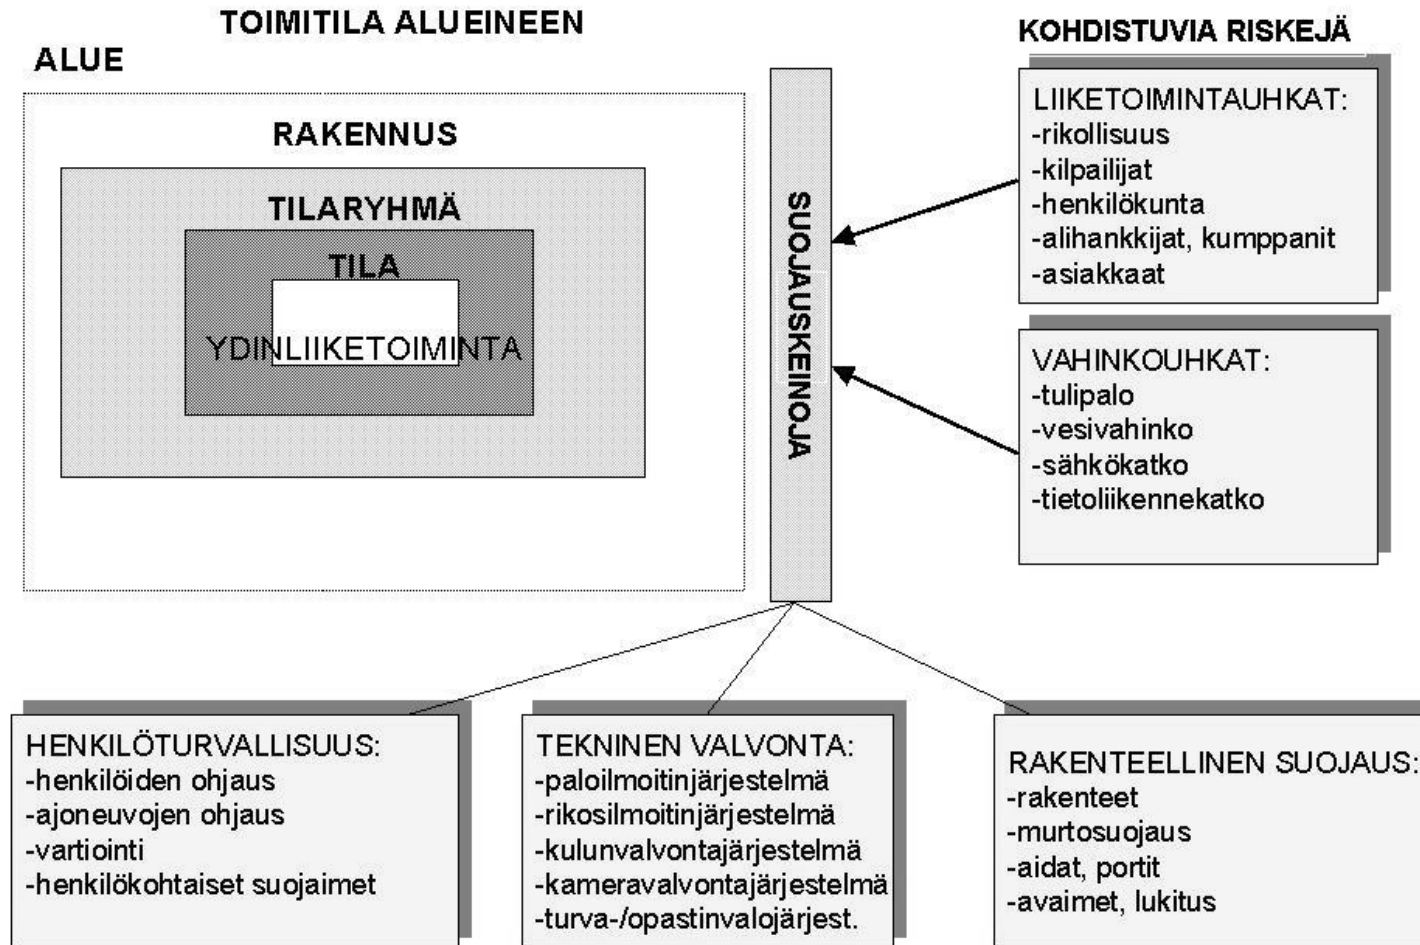 TOIMITILA ALUEINEEN
ALUE
RAKENNUS
TILARYHMÄ
TILA
YDINLIIKETOIMINTA
SUOJAUSKEINOJA
KOHDISTUVIA RISKEJÄ
LIIKETOIMINTAUHKAT:
-rikollisuus
-kilpailijat
-henkilökunta
-alihankkijat, kumppanit
-asiakkaat
VAHINKOUHKAT:
-tulipalo
-vesivahinko
-sähkökatko
-tietoliikennekatko
HENKILÖTURVALLISUUS:
-henkilöiden ohjaus
-ajoneuvojen ohjaus
-vartiointi
-henkilökohtaiset suojaimet
TEKNINEN VALVONTA:
-paloilmoitinjärjestelmä
-rikosilmoitinjärjestelmä
-kulunvalvontajärjestelmä
-kameravalvontajärjestelmä
-turva-/opastinvalojärjest.
RAKENTEELLINEN SUOJAUS:
-rakenteet
-murtosuojaus
-aidat, portit
-avaimet, lukitus